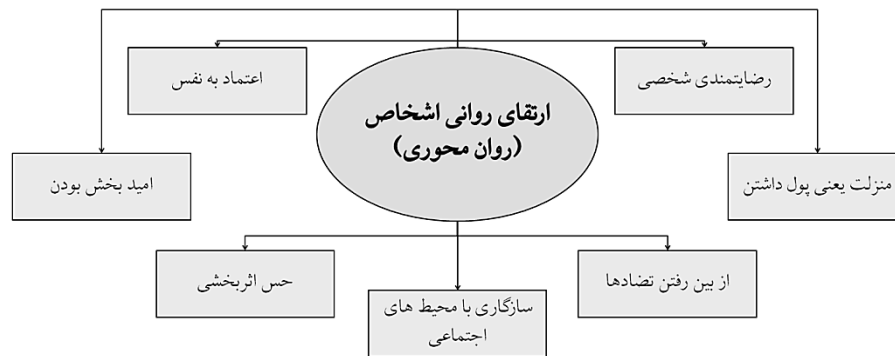 رضایتمندی شخصی
اعتماد به نفس
ارتقای روانی اشخاص
(روان محوری)
منزلت یعنی پول داشتن
امید بخش بودن
از بین رفتن تضادها
سازگاری با محیط های
اجتماعی
حس اثربخشی